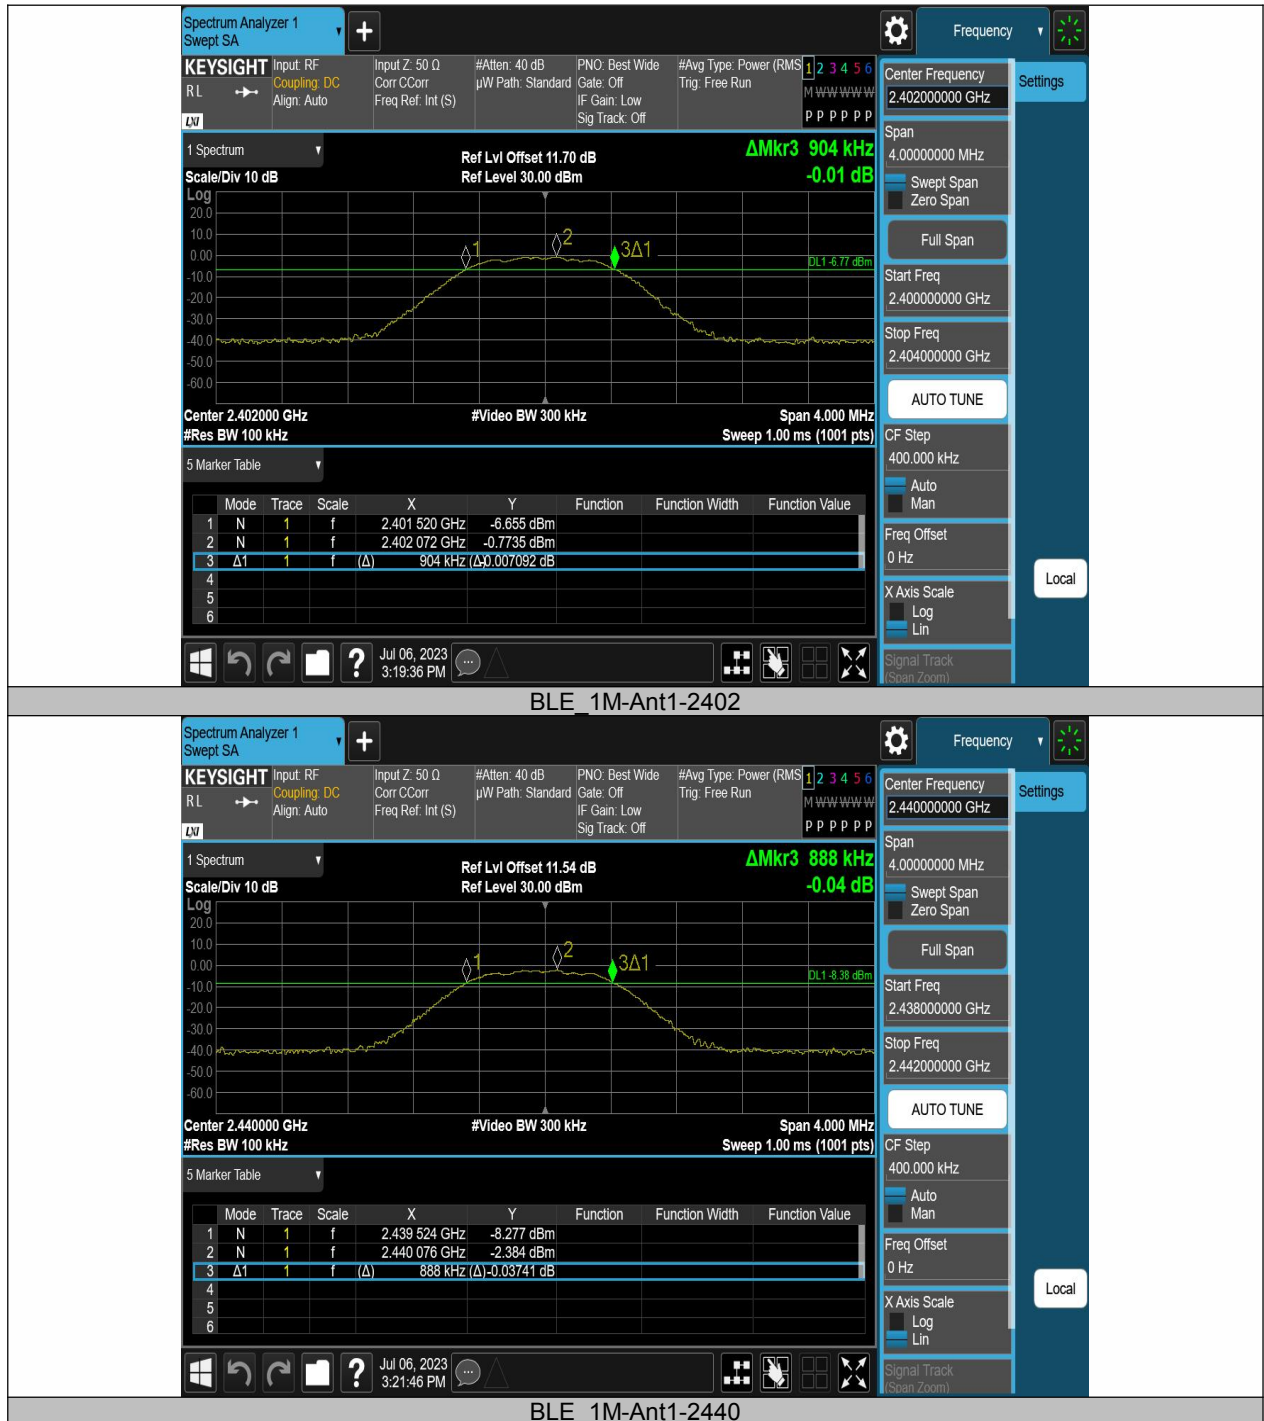 Spectrum Analyzer 1
Swept SA
Frequency
KEYSIGHT
RL
LXI
Input: RF
Coupling: DC
Align: Auto
Input Z: 50 Ω
Corr CCorr
Freq Ref: Int (S)
#Atten: 40 dB
µW Path: Standard
PNO: Best Wide
Gate: Off
IF Gain: Low
Sig Track: Off
#Avg Type: Power (RMS
Trig: Free Run
1 2 3 4 5 6
M W W W W W
P P P P P P
Center Frequency
2.402000000 GHz
Settings
Span
4.00000000 MHz
Swept Span
Zero Span
Full Span
Start Freq
2.400000000 GHz
Stop Freq
2.404000000 GHz
AUTO TUNE
CF Step
400.000 kHz
Auto
Man
Freq Offset
0 Hz
X Axis Scale
Log
Lin
Signal Track
(Span Zoom)
Local
1 Spectrum
Scale/Div 10 dB
Ref Lvl Offset 11.70 dB
Ref Level 30.00 dBm
ΔMkr3 904 kHz
-0.01 dB
Log
20.0
10.0
0.00
-10.0
-20.0
-30.0
-40.0
-50.0
-60.0
1
2
3Δ1
DL1 -6.77 dBm
Center 2.402000 GHz
#Res BW 100 kHz
#Video BW 300 kHz
Span 4.000 MHz
Sweep 1.00 ms (1001 pts)
5 Marker Table
Mode Trace Scale X Y Function Function Width Function Value
1 N 1 f 2.401 520 GHz -6.655 dBm
2 N 1 f 2.402 072 GHz -0.7735 dBm
3 Δ1 1 f (Δ) 904 kHz (Δ)-0.007092 dB
4
5
6
Jul 06, 2023
3:19:36 PM
BLE_1M-Ant1-2402
Spectrum Analyzer 1
Swept SA
Frequency
KEYSIGHT
RL
LXI
Input: RF
Coupling: DC
Align: Auto
Input Z: 50 Ω
Corr CCorr
Freq Ref: Int (S)
#Atten: 40 dB
µW Path: Standard
PNO: Best Wide
Gate: Off
IF Gain: Low
Sig Track: Off
#Avg Type: Power (RMS
Trig: Free Run
1 2 3 4 5 6
M W W W W W
P P P P P P
Center Frequency
2.440000000 GHz
Settings
Span
4.00000000 MHz
Swept Span
Zero Span
Full Span
Start Freq
2.438000000 GHz
Stop Freq
2.442000000 GHz
AUTO TUNE
CF Step
400.000 kHz
Auto
Man
Freq Offset
0 Hz
X Axis Scale
Log
Lin
Signal Track
(Span Zoom)
Local
1 Spectrum
Scale/Div 10 dB
Ref Lvl Offset 11.54 dB
Ref Level 30.00 dBm
ΔMkr3 888 kHz
-0.04 dB
Log
20.0
10.0
0.00
-10.0
-20.0
-30.0
-40.0
-50.0
-60.0
1
2
3Δ1
DL1 -8.38 dBm
Center 2.440000 GHz
#Res BW 100 kHz
#Video BW 300 kHz
Span 4.000 MHz
Sweep 1.00 ms (1001 pts)
5 Marker Table
Mode Trace Scale X Y Function Function Width Function Value
1 N 1 f 2.439 524 GHz -8.277 dBm
2 N 1 f 2.440 076 GHz -2.384 dBm
3 Δ1 1 f (Δ) 888 kHz (Δ)-0.03741 dB
4
5
6
Jul 06, 2023
3:21:46 PM
BLE_1M-Ant1-2440